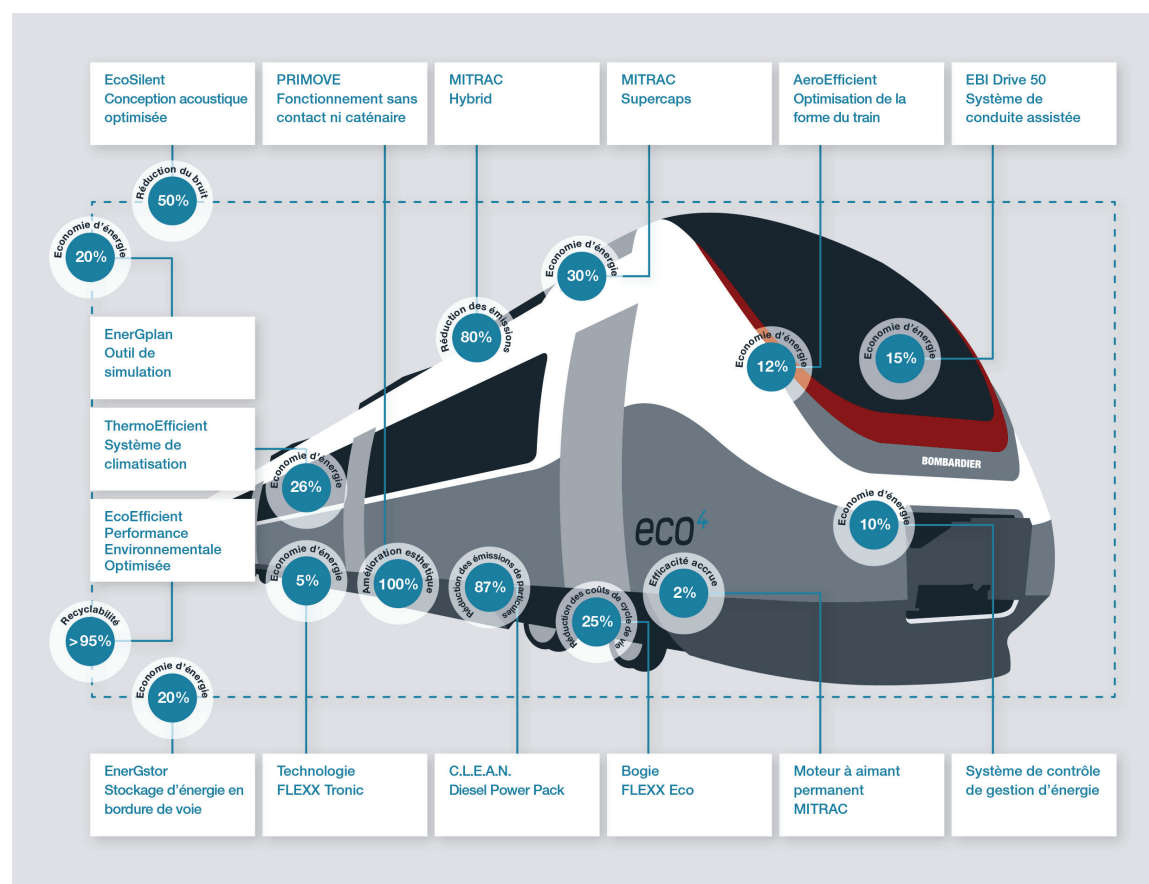 EcoSilent
Conception acoustique
optimisée
PRIMOVE
Fonctionnement sans
contact ni caténaire
MITRAC
Hybrid
MITRAC
Supercaps
AeroEfficient
Optimisation de la
forme du train
EBI Drive 50
Système de
conduite assistée
Réduction du bruit
50%
Economie d'énergie
20%
Economie d'énergie
30%
Réduction des émissions
80%
Economie d'énergie
12%
Economie d'énergie
15%
EnerGplan
Outil de
simulation
ThermoEfficient
Système de
climatisation
Economie d'énergie
26%
BOMBARDIER
EcoEfficient
Performance
Environnementale
Optimisée
eco4
Economie d'énergie
10%
Economie d'énergie
5%
Amélioration esthétique
100%
Réduction des émissions de particules
87%
Réduction des coûts de cycle de vie
25%
Efficacité accrue
2%
Recyclabilité
>95%
Economie d'énergie
20%
EnerGstor
Stockage d'énergie en
bordure de voie
Technologie
FLEXX Tronic
C.L.E.A.N.
Diesel Power Pack
Bogie
FLEXX Eco
Moteur à aimant
permanent
MITRAC
Système de contrôle
de gestion d'énergie